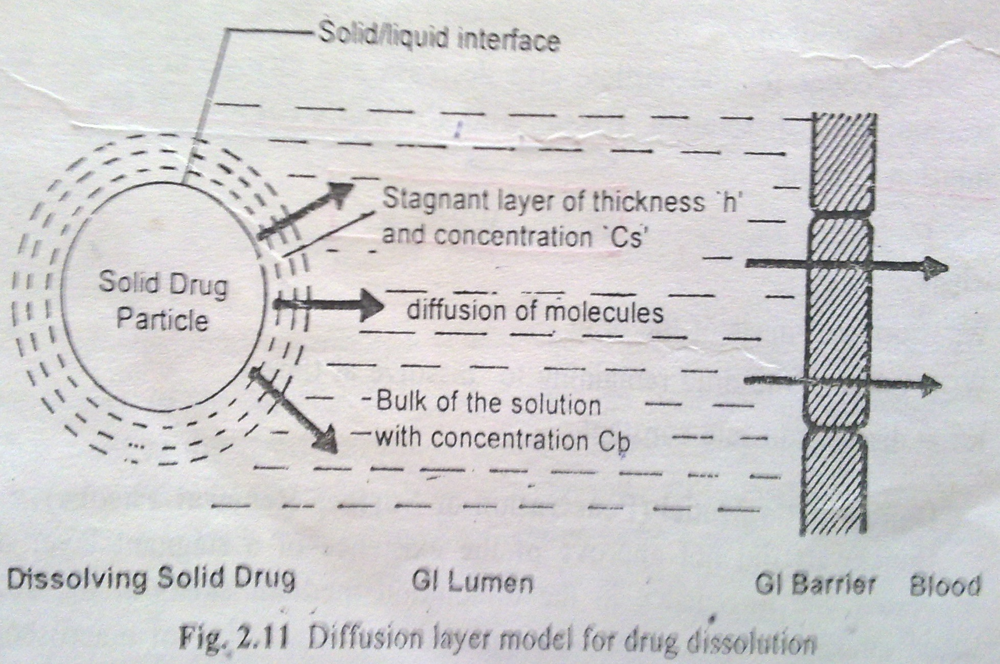 Solid/liquid interface
Stagnant layer of thickness `h'
and concentration `Cs'
Solid Drug
Particle
diffusion of molecules
Bulk of the solution
with concentration Cb
Dissolving Solid Drug
GI Lumen
GI Barrier
Blood
Fig. 2.11 Diffusion layer model for drug dissolution